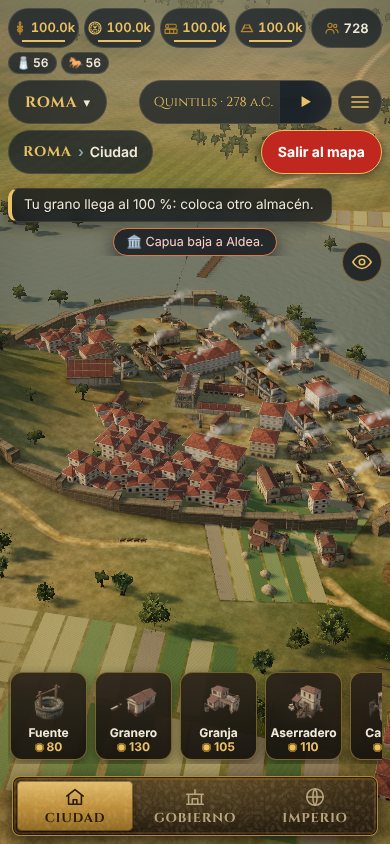 100.0k 100.0k 100.0k 100.0k 728
56 56
ROMA ▾ QUINTILIS · 278 A.C.
ROMA › Ciudad Salir al mapa
Tu grano llega al 100 %: coloca otro almacén.
Capua baja a Aldea.
Fuente Granero Granja Aserradero Ca
80 130 105 110
CIUDAD GOBIERNO IMPERIO